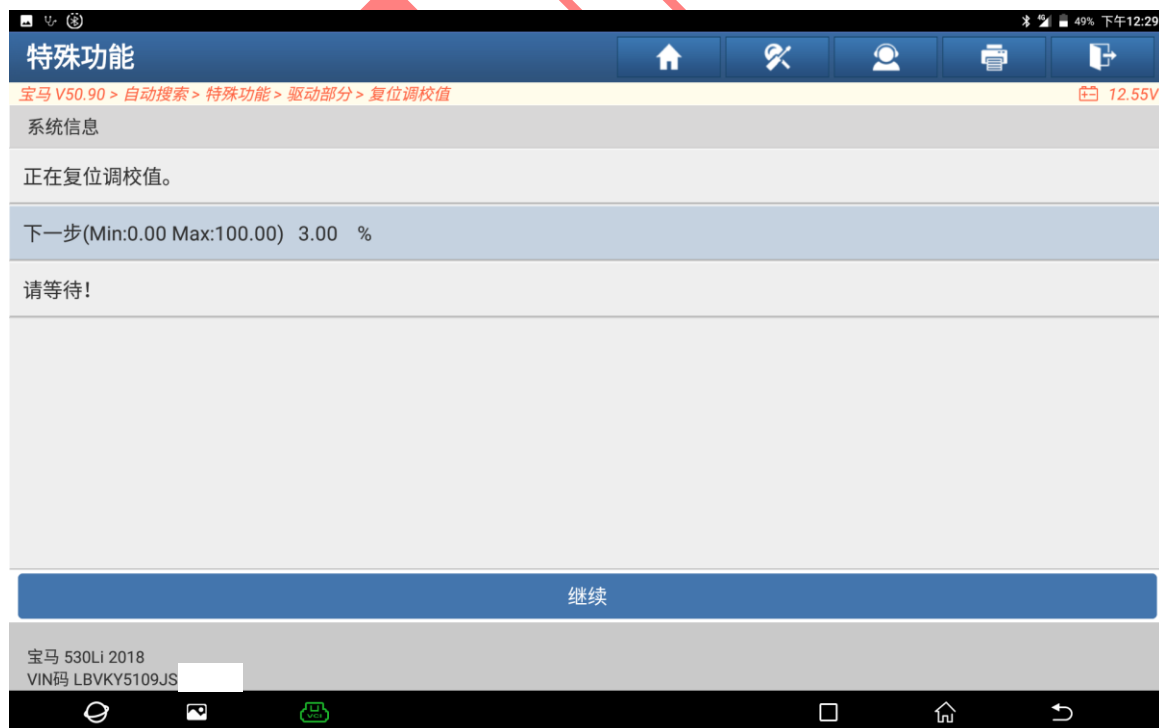 49% 下午12:29
特殊功能
宝马 V50.90 > 自动搜索 > 特殊功能 > 驱动部分 > 复位调校值
12.55V
系统信息
正在复位调校值。
下一步(Min:0.00 Max:100.00) 3.00 %
请等待！
继续
宝马 530Li 2018
VIN码 LBVKY5109JS
VCI